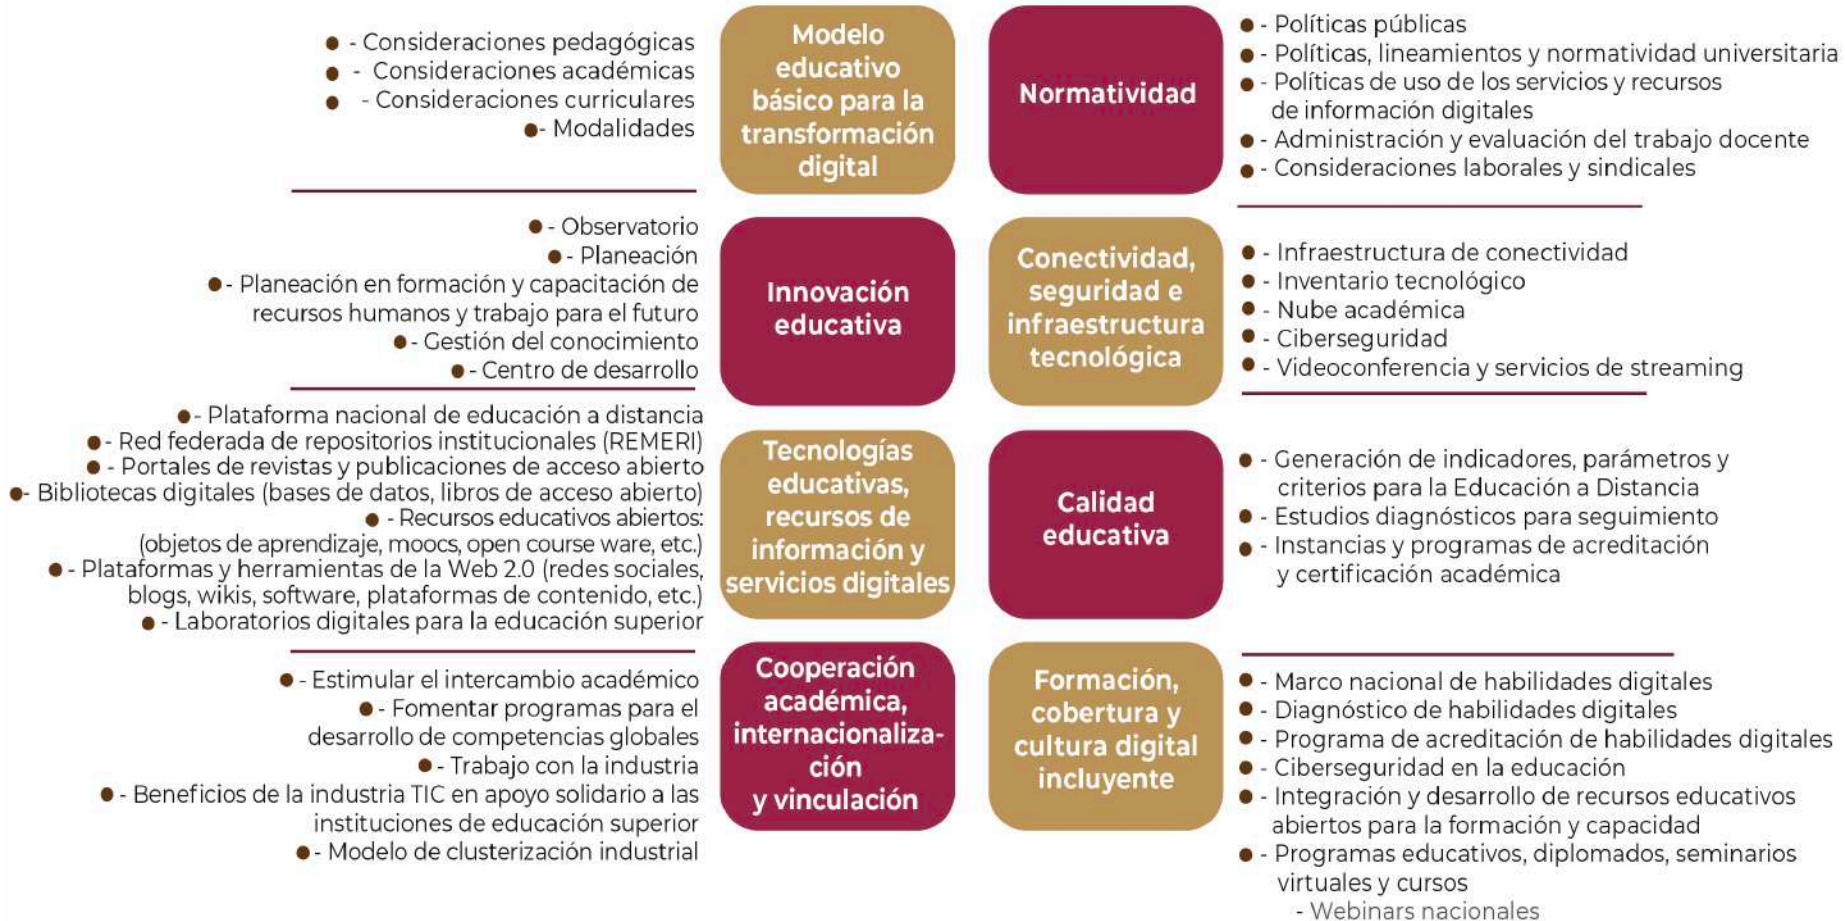 - Consideraciones pedagógicas
- Consideraciones académicas
- Consideraciones curriculares
- Modalidades
Modelo
educativo
básico para la
transformación
digital
Normatividad
- Políticas públicas
- Políticas, lineamientos y normatividad universitaria
- Políticas de uso de los servicios y recursos
de información digitales
- Administración y evaluación del trabajo docente
- Consideraciones laborales y sindicales
- Observatorio
- Planeación
- Planeación en formación y capacitación de
recursos humanos y trabajo para el futuro
- Gestión del conocimiento
- Centro de desarrollo
Innovación
educativa
Conectividad,
seguridad e
infraestructura
tecnológica
- Infraestructura de conectividad
- Inventario tecnológico
- Nube académica
- Ciberseguridad
- Videoconferencia y servicios de streaming
- Plataforma nacional de educación a distancia
- Red federada de repositorios institucionales (REMERI)
- Portales de revistas y publicaciones de acceso abierto
- Bibliotecas digitales (bases de datos, libros de acceso abierto)
- Recursos educativos abiertos:
(objetos de aprendizaje, moocs, open course ware, etc.)
- Plataformas y herramientas de la Web 2.0 (redes sociales,
blogs, wikis, software, plataformas de contenido, etc.)
- Laboratorios digitales para la educación superior
Tecnologías
educativas,
recursos de
información y
servicios digitales
Calidad
educativa
- Generación de indicadores, parámetros y
criterios para la Educación a Distancia
- Estudios diagnósticos para seguimiento
- Instancias y programas de acreditación
y certificación académica
- Estimular el intercambio académico
- Fomentar programas para el
desarrollo de competencias globales
- Trabajo con la industria
- Beneficios de la industria TIC en apoyo solidario a las
instituciones de educación superior
- Modelo de clusterización industrial
Cooperación
académica,
internacionaliza-
ción
y vinculación
Formación,
cobertura y
cultura digital
incluyente
- Marco nacional de habilidades digitales
- Diagnóstico de habilidades digitales
- Programa de acreditación de habilidades digitales
- Ciberseguridad en la educación
- Integración y desarrollo de recursos educativos
abiertos para la formación y capacidad
- Programas educativos, diplomados, seminarios
virtuales y cursos
- Webinars nacionales